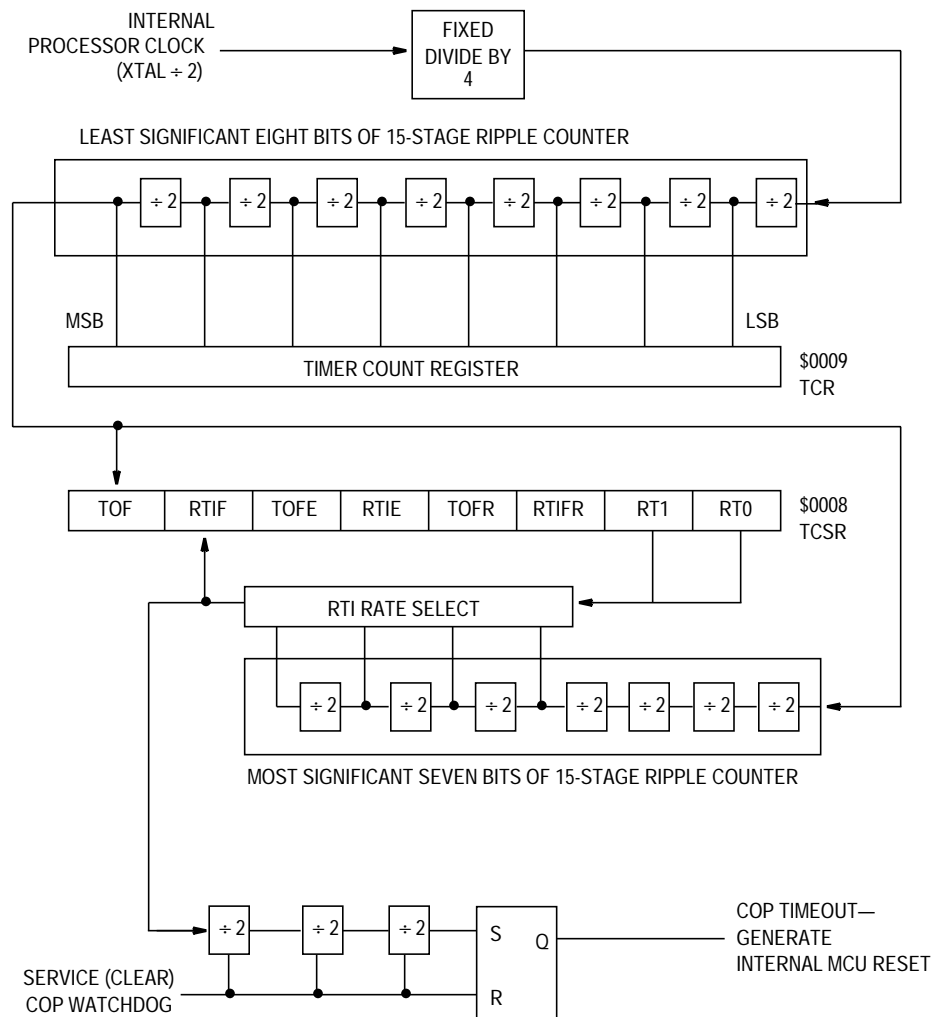 INTERNAL
PROCESSOR CLOCK
(XTAL ÷ 2)
FIXED
DIVIDE BY
4
LEAST SIGNIFICANT EIGHT BITS OF 15-STAGE RIPPLE COUNTER
÷ 2 ÷ 2 ÷ 2 ÷ 2 ÷ 2 ÷ 2 ÷ 2 ÷ 2
MSB LSB
TIMER COUNT REGISTER
$0009
TCR
TOF RTIF TOFE RTIE TOFR RTIFR RT1 RT0
$0008
TCSR
RTI RATE SELECT
÷ 2 ÷ 2 ÷ 2 ÷ 2 ÷ 2 ÷ 2 ÷ 2
MOST SIGNIFICANT SEVEN BITS OF 15-STAGE RIPPLE COUNTER
÷ 2 ÷ 2 ÷ 2
S Q
R
COP TIMEOUT—
GENERATE
INTERNAL MCU RESET
SERVICE (CLEAR)
COP WATCHDOG